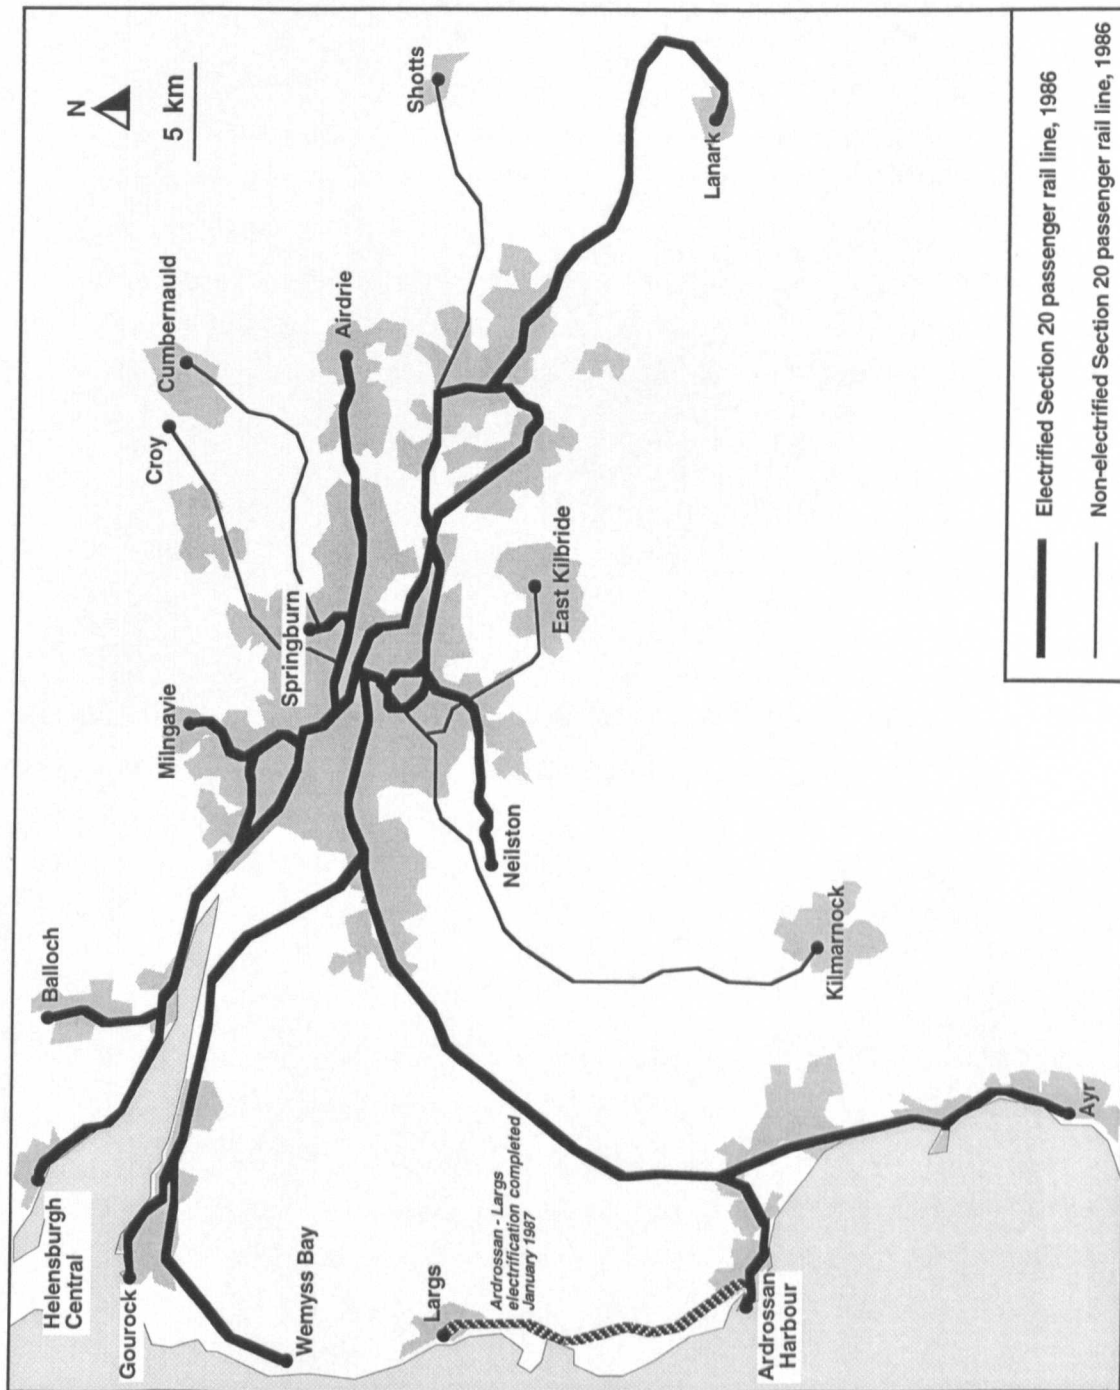 Helensburgh
Central
Balloch
Milngavie
Croy
Cumbernauld
N
5 km
Gourock
Springburn
Airdrie
Shotts
Wemyss Bay
Largs
Ardrossan - Largs
electrification completed
January 1987
Neilston
East Kilbride
Lanark
Ardrossan
Harbour
Kilmarnock
Ayr
Electrified Section 20 passenger rail line, 1986
Non-electrified Section 20 passenger rail line, 1986